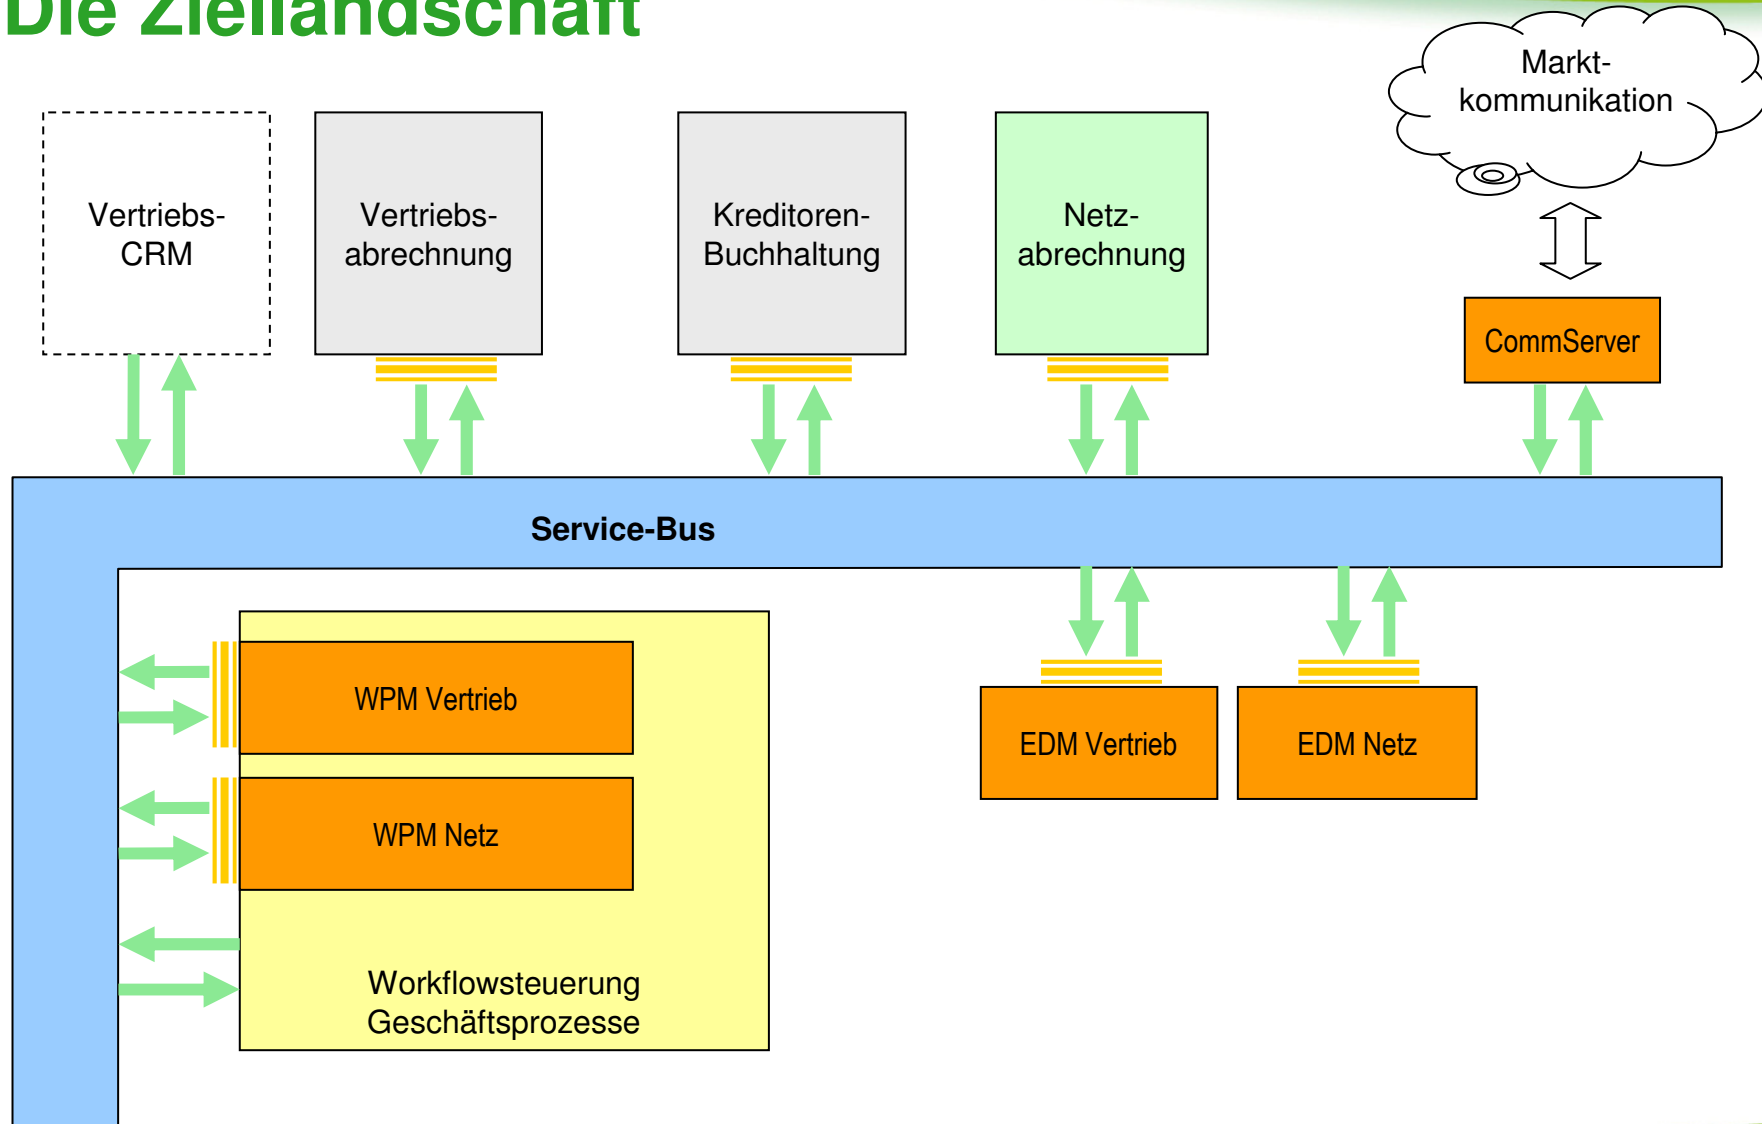 Die Ziellandschaft
Markt-
kommunikation
Vertriebs-
CRM
Vertriebs-
abrechnung
Kreditoren-
Buchhaltung
Netz-
abrechnung
CommServer
Service-Bus
WPM Vertrieb
EDM Vertrieb
EDM Netz
WPM Netz
Workflowsteuerung
Geschäftsprozesse